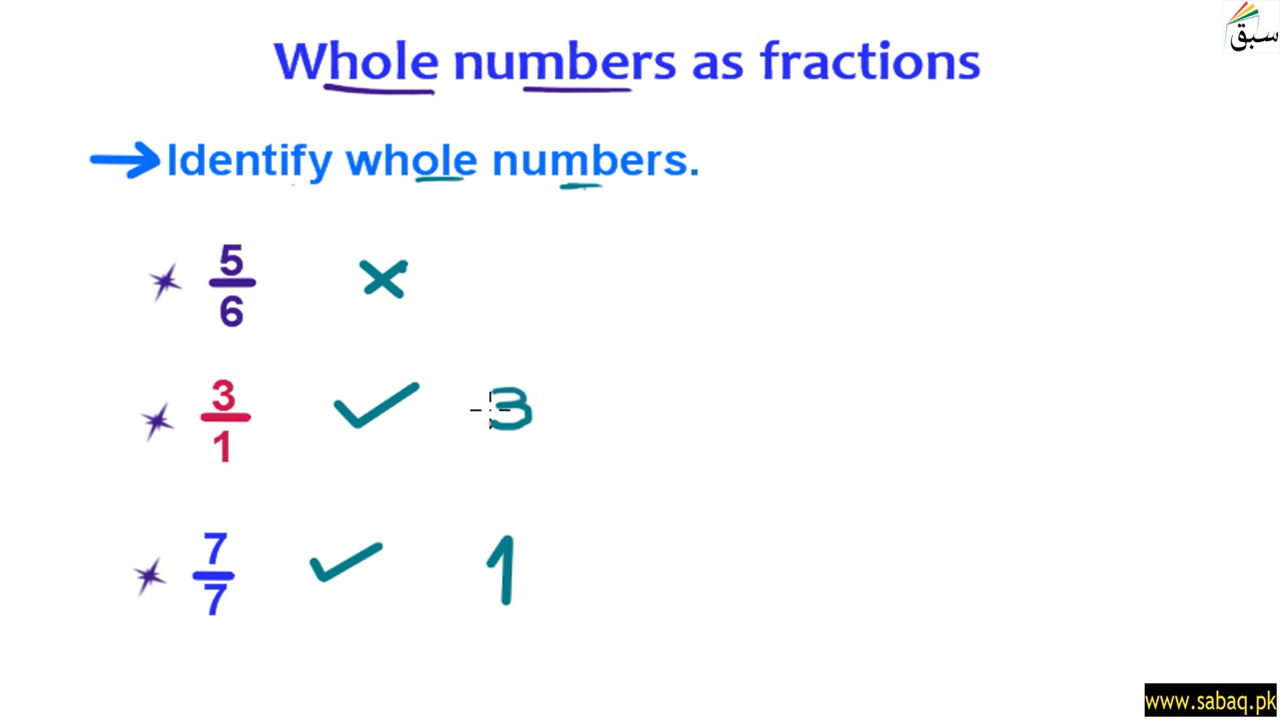 سبق
Whole numbers as fractions
Identify whole numbers.
5/6 ×
3/1 ✓ 3
7/7 ✓ 1
www.sabaq.pk